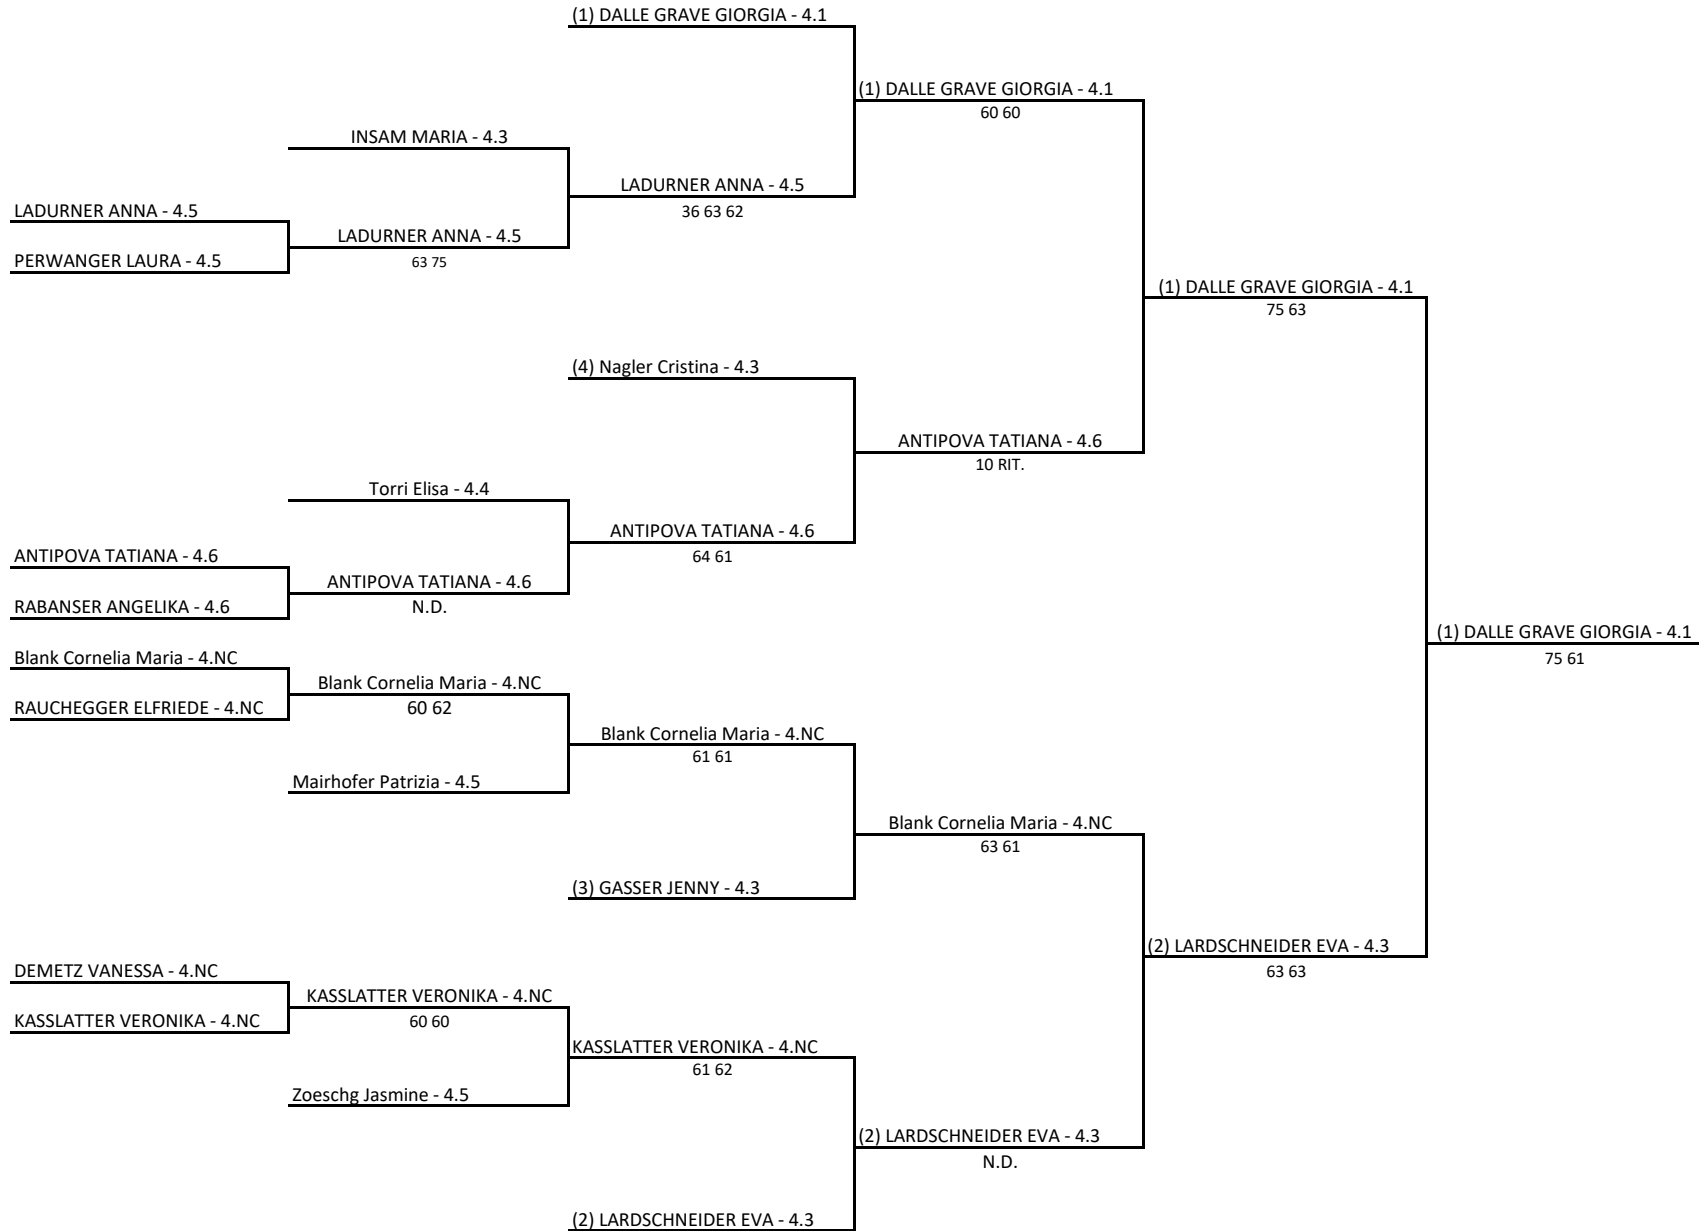 (1) DALLE GRAVE GIORGIA - 4.1
(1) DALLE GRAVE GIORGIA - 4.1
60 60
INSAM MARIA - 4.3
LADURNER ANNA - 4.5
36 63 62
LADURNER ANNA - 4.5
LADURNER ANNA - 4.5
63 75
PERWANGER LAURA - 4.5
(1) DALLE GRAVE GIORGIA - 4.1
75 63
(4) Nagler Cristina - 4.3
ANTIPOVA TATIANA - 4.6
10 RIT.
Torri Elisa - 4.4
ANTIPOVA TATIANA - 4.6
64 61
ANTIPOVA TATIANA - 4.6
ANTIPOVA TATIANA - 4.6
N.D.
RABANSER ANGELIKA - 4.6
(1) DALLE GRAVE GIORGIA - 4.1
75 61
Blank Cornelia Maria - 4.NC
Blank Cornelia Maria - 4.NC
60 62
RAUCHEGGER ELFRIEDE - 4.NC
Blank Cornelia Maria - 4.NC
61 61
Mairhofer Patrizia - 4.5
Blank Cornelia Maria - 4.NC
63 61
(3) GASSER JENNY - 4.3
(2) LARDSCHNEIDER EVA - 4.3
63 63
DEMETZ VANESSA - 4.NC
KASSLATTER VERONIKA - 4.NC
60 60
KASSLATTER VERONIKA - 4.NC
KASSLATTER VERONIKA - 4.NC
61 62
Zoeschg Jasmine - 4.5
(2) LARDSCHNEIDER EVA - 4.3
N.D.
(2) LARDSCHNEIDER EVA - 4.3